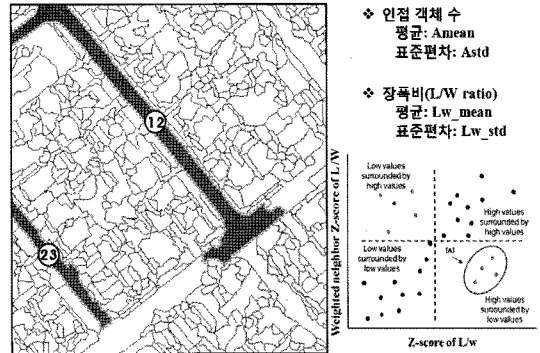 12
23
❖ 인접 객체 수
평균: Amean
표준편차: Astd
❖ 장폭비(L/W ratio)
평균: Lw_mean
표준편차: Lw_std
Weighted neighbor Z-score of L/W
Low values
surrounded by
high values
High values
surrounded by
high values
Low values
surrounded by
low values
High values
surrounded by
low values
Z-score of L/w